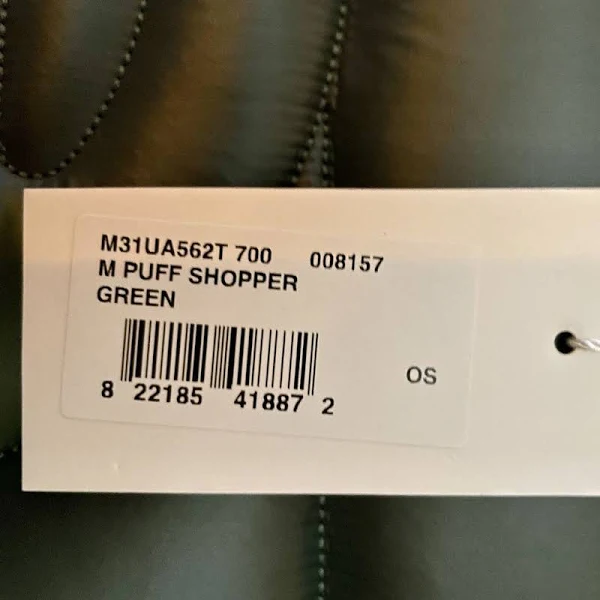 M31UA562T 700 008157
M PUFF SHOPPER
GREEN
OS
8 22185 41887 2